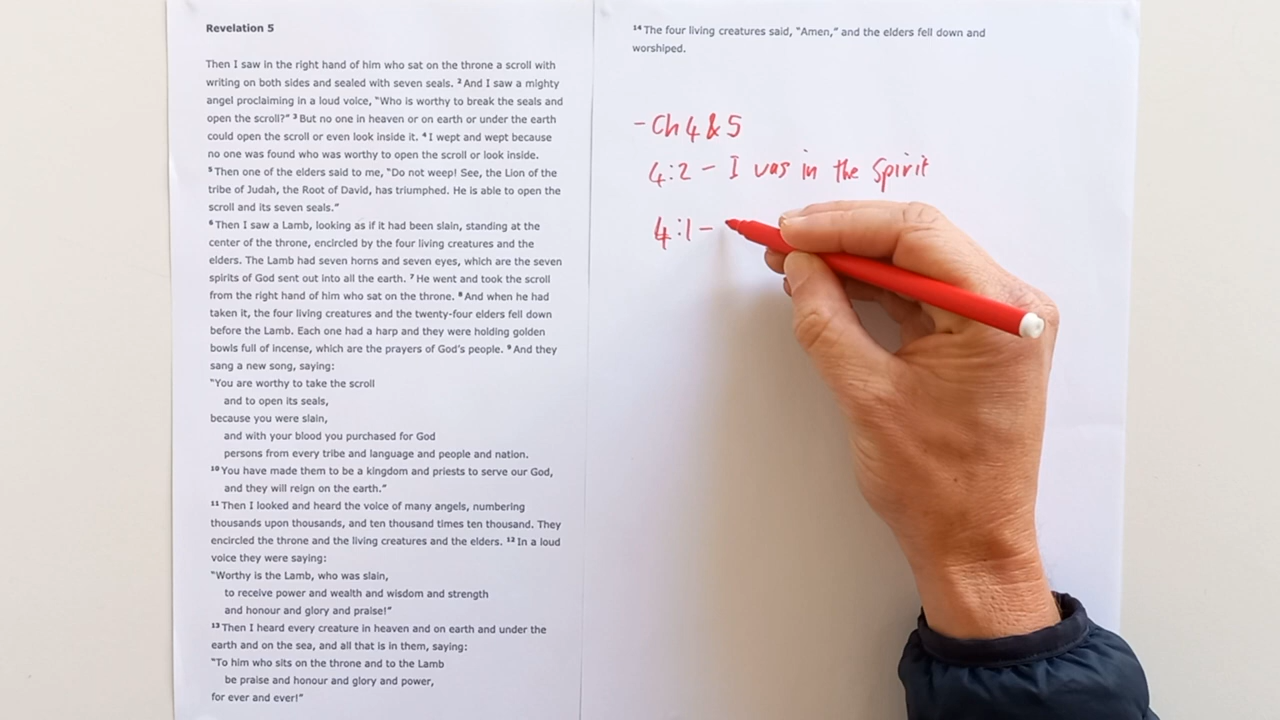 Revelation 5
Then I saw in the right hand of him who sat on the throne a scroll with
writing on both sides and sealed with seven seals. ² And I saw a mighty
angel proclaiming in a loud voice, "Who is worthy to break the seals and
open the scroll?" ³ But no one in heaven or on earth or under the earth
could open the scroll or even look inside it. ⁴ I wept and wept because
no one was found who was worthy to open the scroll or look inside.
⁵ Then one of the elders said to me, "Do not weep! See, the Lion of the
tribe of Judah, the Root of David, has triumphed. He is able to open the
scroll and its seven seals."
⁶ Then I saw a Lamb, looking as if it had been slain, standing at the
center of the throne, encircled by the four living creatures and the
elders. The Lamb had seven horns and seven eyes, which are the seven
spirits of God sent out into all the earth. ⁷ He went and took the scroll
from the right hand of him who sat on the throne. ⁸ And when he had
taken it, the four living creatures and the twenty-four elders fell down
before the Lamb. Each one had a harp and they were holding golden
bowls full of incense, which are the prayers of God's people. ⁹ And they
sang a new song, saying:
"You are worthy to take the scroll
and to open its seals,
because you were slain,
and with your blood you purchased for God
persons from every tribe and language and people and nation.
¹⁰ You have made them to be a kingdom and priests to serve our God,
and they will reign on the earth."
¹¹ Then I looked and heard the voice of many angels, numbering
thousands upon thousands, and ten thousand times ten thousand. They
encircled the throne and the living creatures and the elders. ¹² In a loud
voice they were saying:
"Worthy is the Lamb, who was slain,
to receive power and wealth and wisdom and strength
and honour and glory and praise!"
¹³ Then I heard every creature in heaven and on earth and under the
earth and on the sea, and all that is in them, saying:
"To him who sits on the throne and to the Lamb
be praise and honour and glory and power,
for ever and ever!"
¹⁴ The four living creatures said, "Amen," and the elders fell down and
worshiped.
- Ch 4 & 5
4:2 - I was in the Spirit
4:1 -